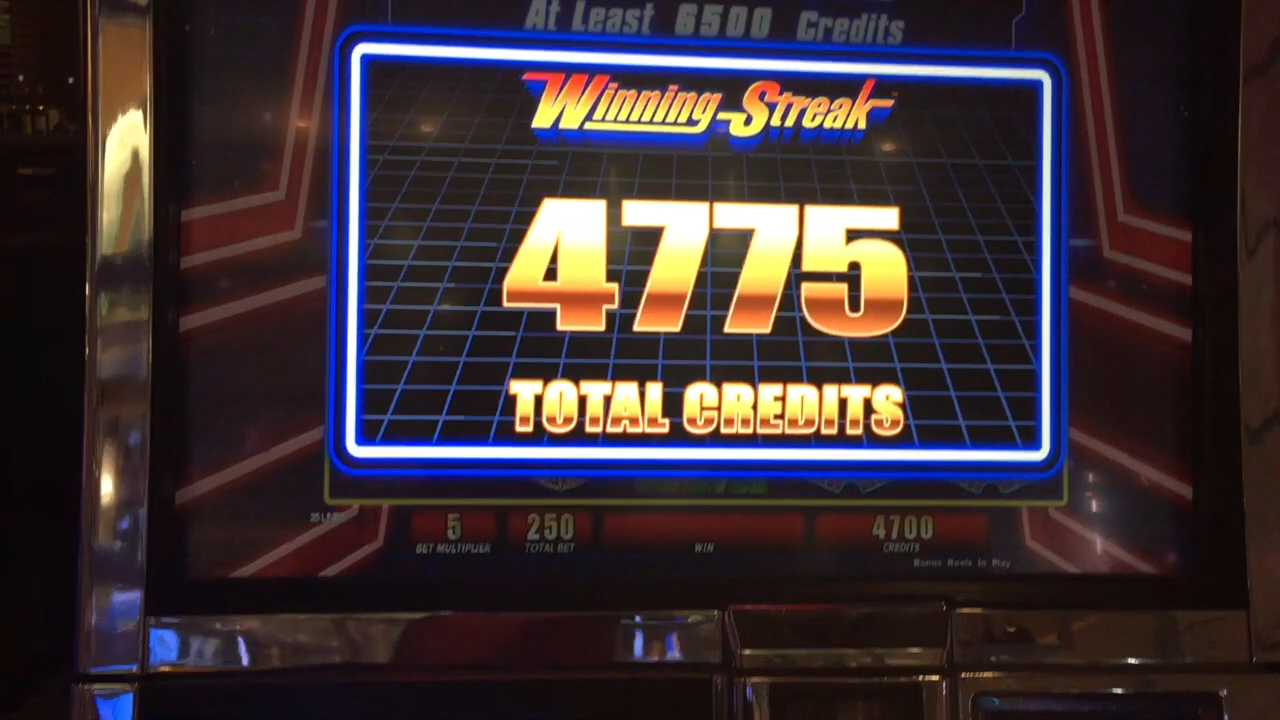 At Least 6500 Credits
Winning Streak
4775
TOTAL CREDITS
5 250 4700
BET MULTIPLIER TOTAL BET WIN CREDITS
Bonus Reels in Play